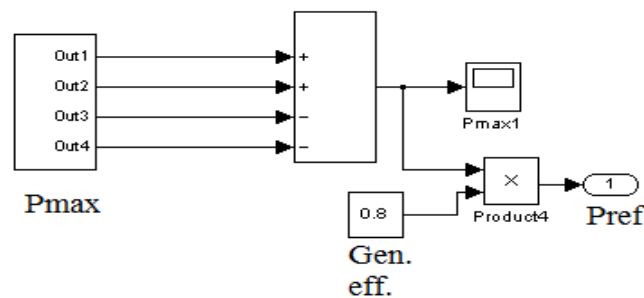 Out1
Out2
Out3
Out4
Pmax
+
+
−
−
Pmax1
0.8
Gen.
eff.
×
Product4
1
Pref